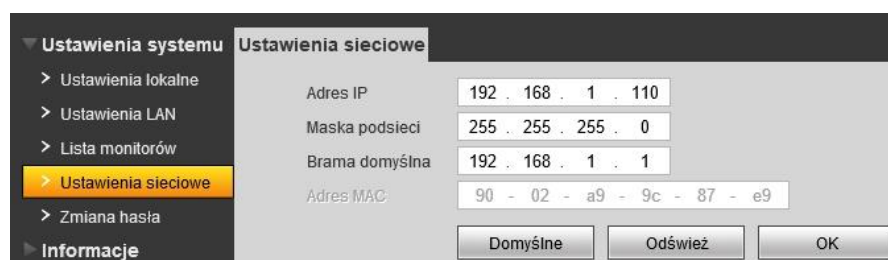 Ustawienia systemu
Ustawienia lokalne
Ustawienia LAN
Lista monitorów
Ustawienia sieciowe
Zmiana hasła
Informacje
Ustawienia sieciowe
Adres IP 192 . 168 . 1 . 110
Maska podsieci 255 . 255 . 255 . 0
Brama domyślna 192 . 168 . 1 . 1
Adres MAC 90 - 02 - a9 - 9c - 87 - e9
Domyślne Odśwież OK